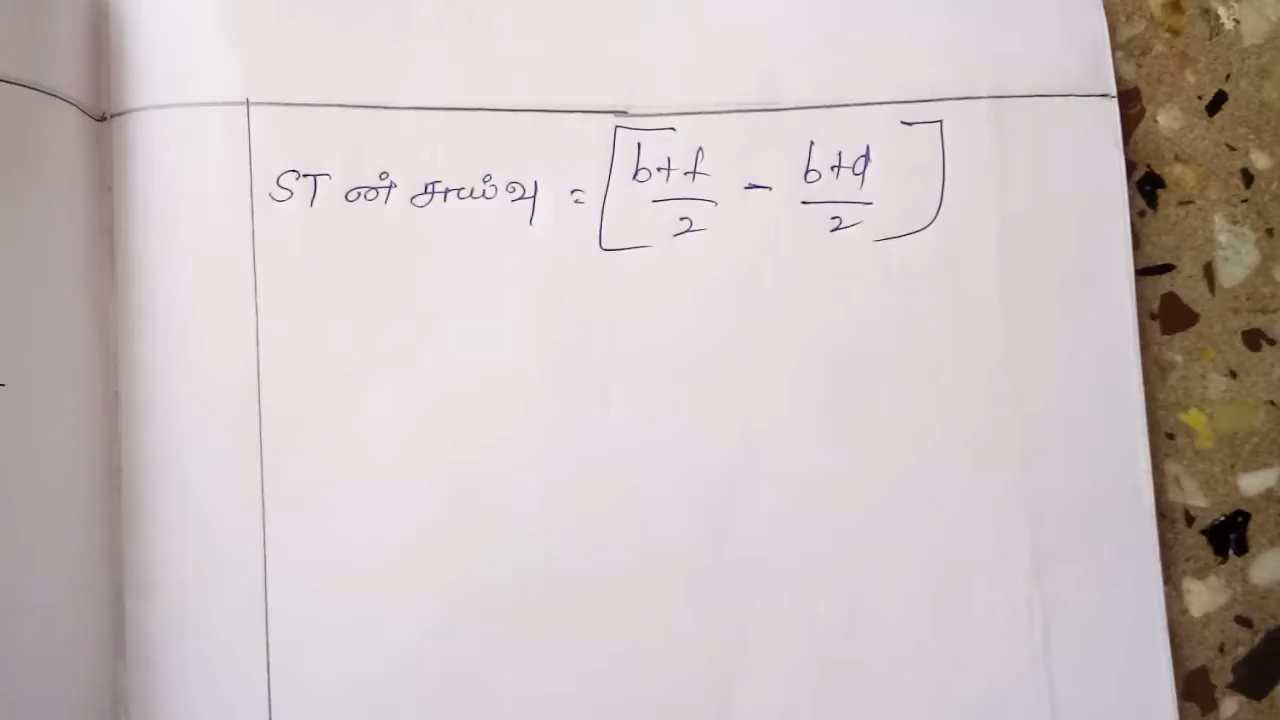 ST ன் சாய்வு = [b+f/2 - b+d/2]